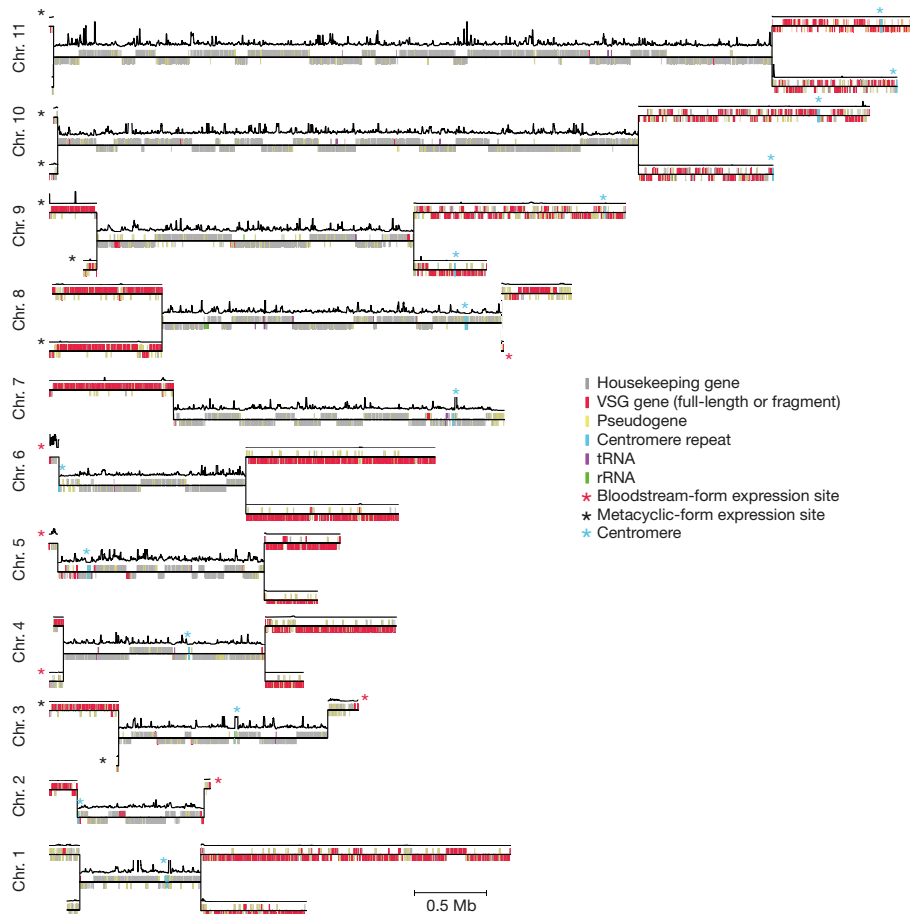 Chr. 11
Chr. 10
Chr. 9
Chr. 8
Chr. 7
Chr. 6
Chr. 5
Chr. 4
Chr. 3
Chr. 2
Chr. 1
Housekeeping gene
VSG gene (full-length or fragment)
Pseudogene
Centromere repeat
tRNA
rRNA
* Bloodstream-form expression site
* Metacyclic-form expression site
* Centromere
0.5 Mb